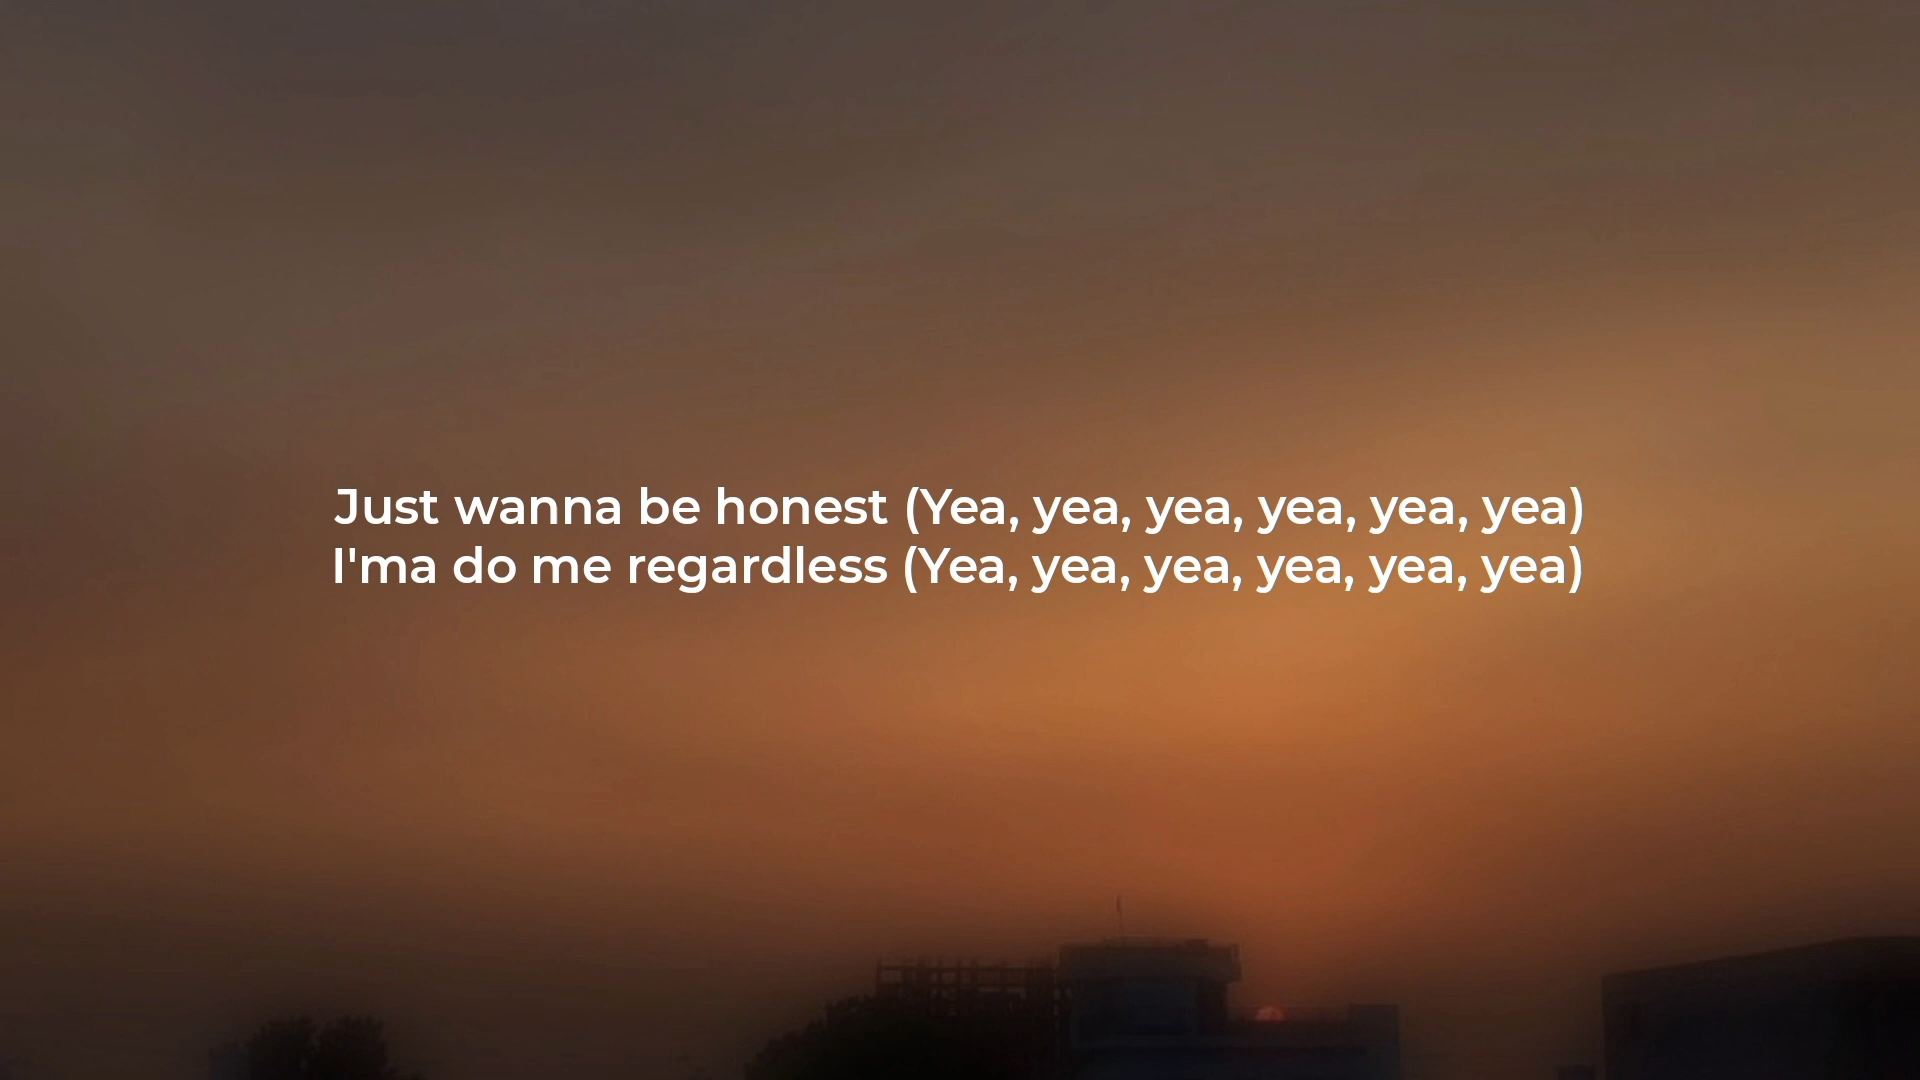 Just wanna be honest (Yea, yea, yea, yea, yea, yea)
I'ma do me regardless (Yea, yea, yea, yea, yea, yea)